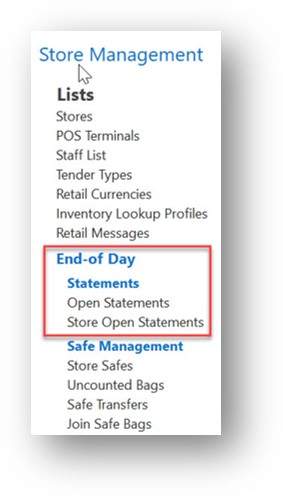 Store Management
Lists
Stores
POS Terminals
Staff List
Tender Types
Retail Currencies
Inventory Lookup Profiles
Retail Messages
End-of Day
Statements
Open Statements
Store Open Statements
Safe Management
Store Safes
Uncounted Bags
Safe Transfers
Join Safe Bags